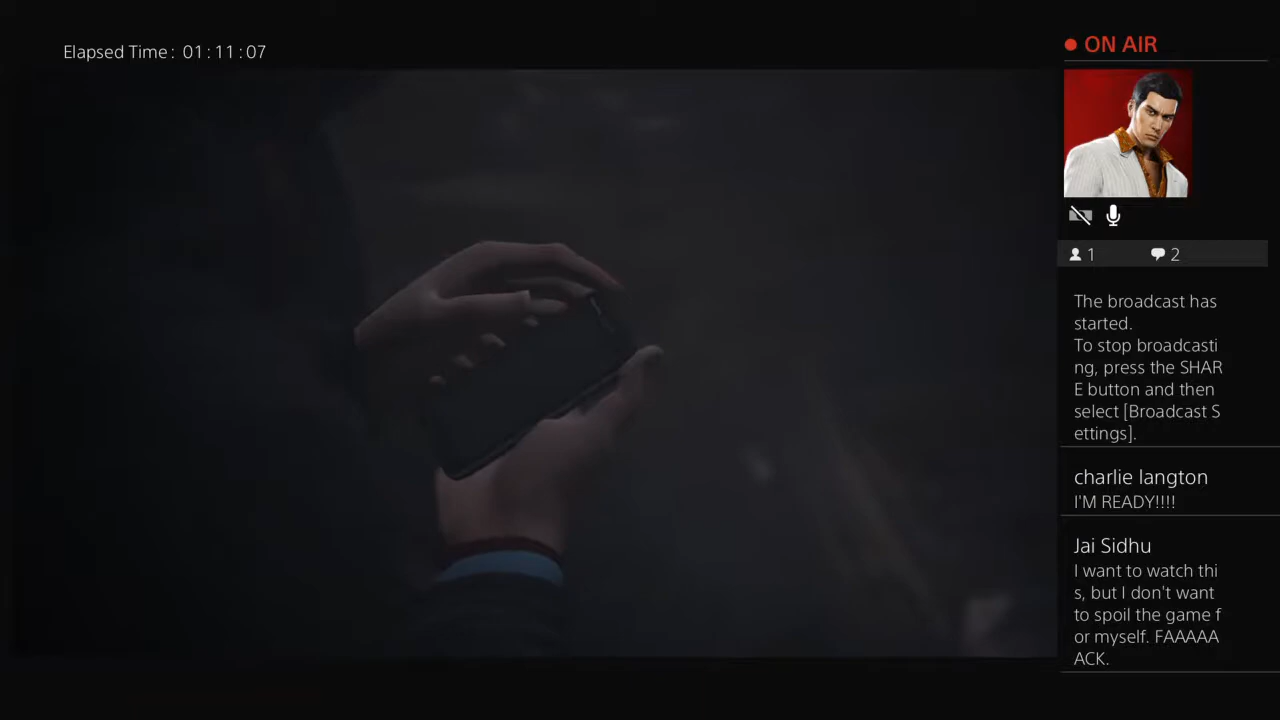 Elapsed Time: 01:11:07
ON AIR
1
2
The broadcast has
started.
To stop broadcasti
ng, press the SHAR
E button and then
select [Broadcast S
ettings].
charlie langton
I'M READY!!!!
Jai Sidhu
I want to watch thi
s, but I don't want
to spoil the game f
or myself. FAAAAA
ACK.